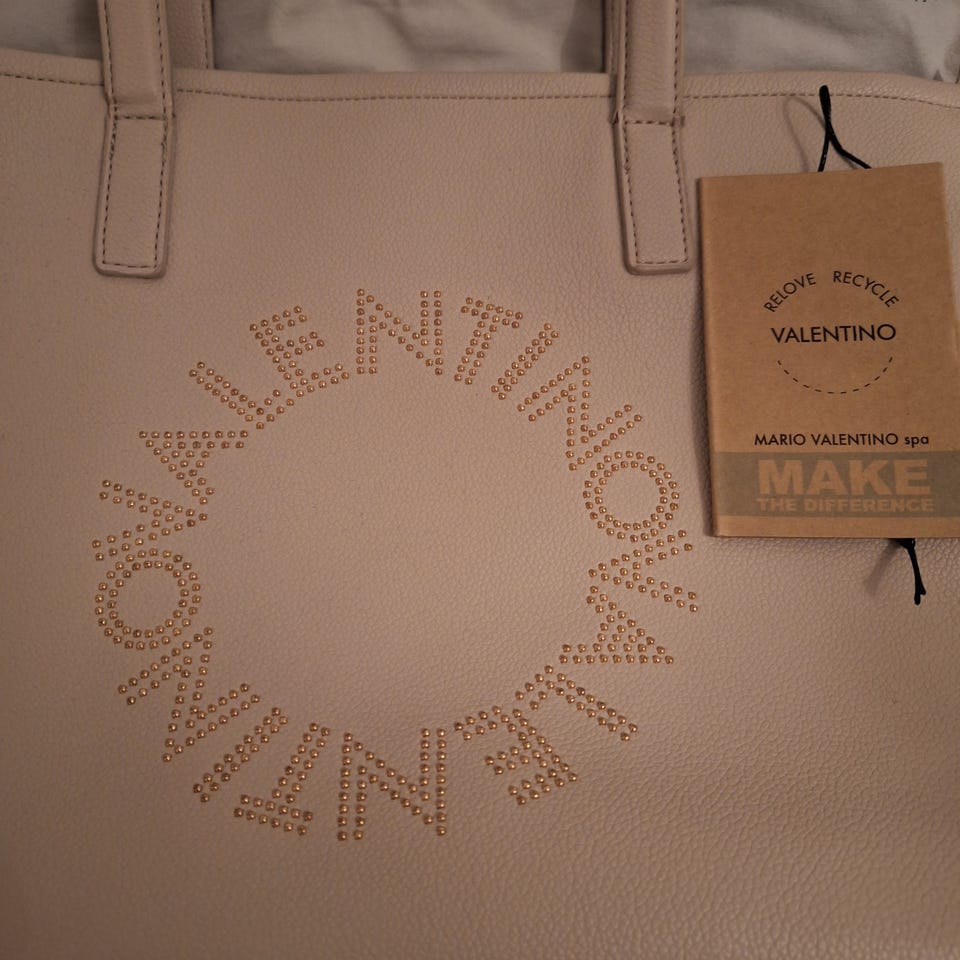 VALENTINO VALENTINO
RELOVE RECYCLE
VALENTINO
MARIO VALENTINO spa
MAKE
THE DIFFERENCE